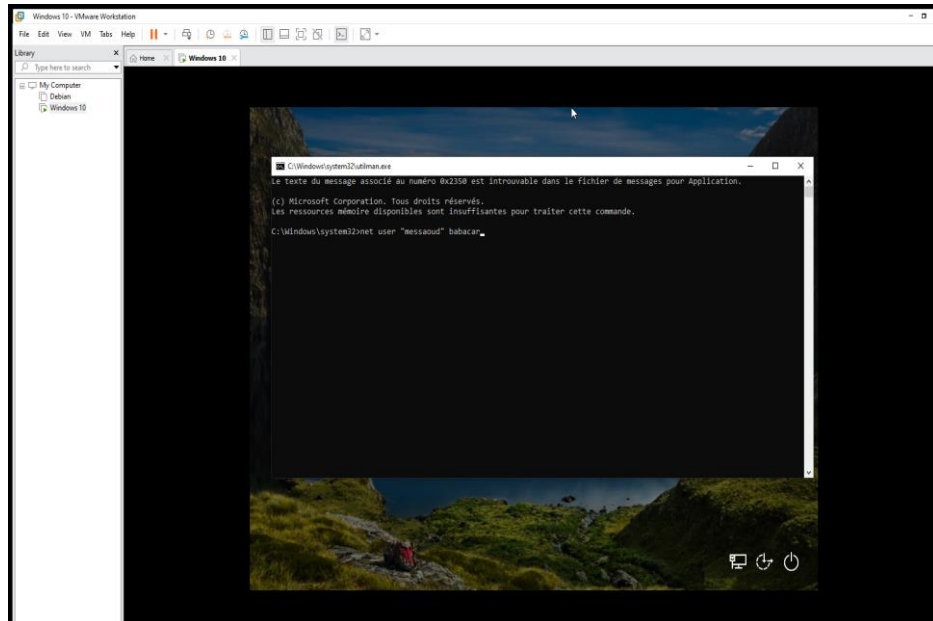 Windows 10 - VMware Workstation
File Edit View VM Tabs Help
Library
Type here to search
My Computer
Debian
Windows 10
Home
Windows 10
C:\Windows\system32\utilman.exe
Le texte du message associé au numéro 0x2350 est introuvable dans le fichier de messages pour Application.
(c) Microsoft Corporation. Tous droits réservés.
Les ressources mémoire disponibles sont insuffisantes pour traiter cette commande.
C:\Windows\system32>net user "messaoud" babacar